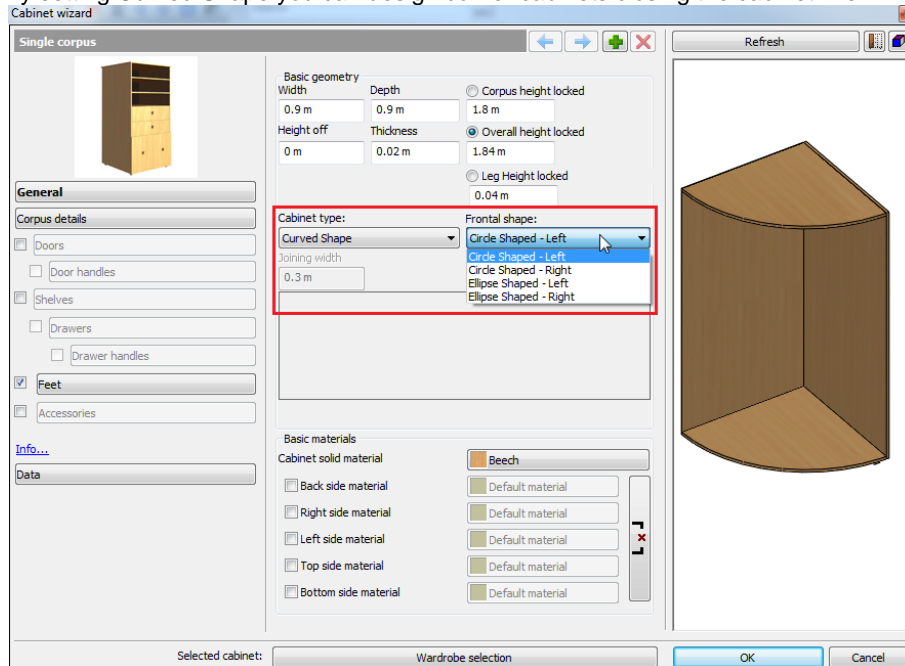 Cabinet wizard
Single corpus
Refresh
Basic geometry
Width Depth Corpus height locked
0.9 m 0.9 m 1.8 m
Height off Thickness Overall height locked
0 m 0.02 m 1.84 m
Leg Height locked
0.04 m
General
Corpus details
Doors
Door handles
Shelves
Drawers
Drawer handles
Feet
Accessories
Info...
Data
Cabinet type: Frontal shape:
Curved Shape Circle Shaped - Left
Joining width
0.3 m
Circle Shaped - Left
Circle Shaped - Right
Ellipse Shaped - Left
Ellipse Shaped - Right
Basic materials
Cabinet solid material Beech
Back side material Default material
Right side material Default material
Left side material Default material
Top side material Default material
Bottom side material Default material
Selected cabinet: Wardrobe selection OK Cancel